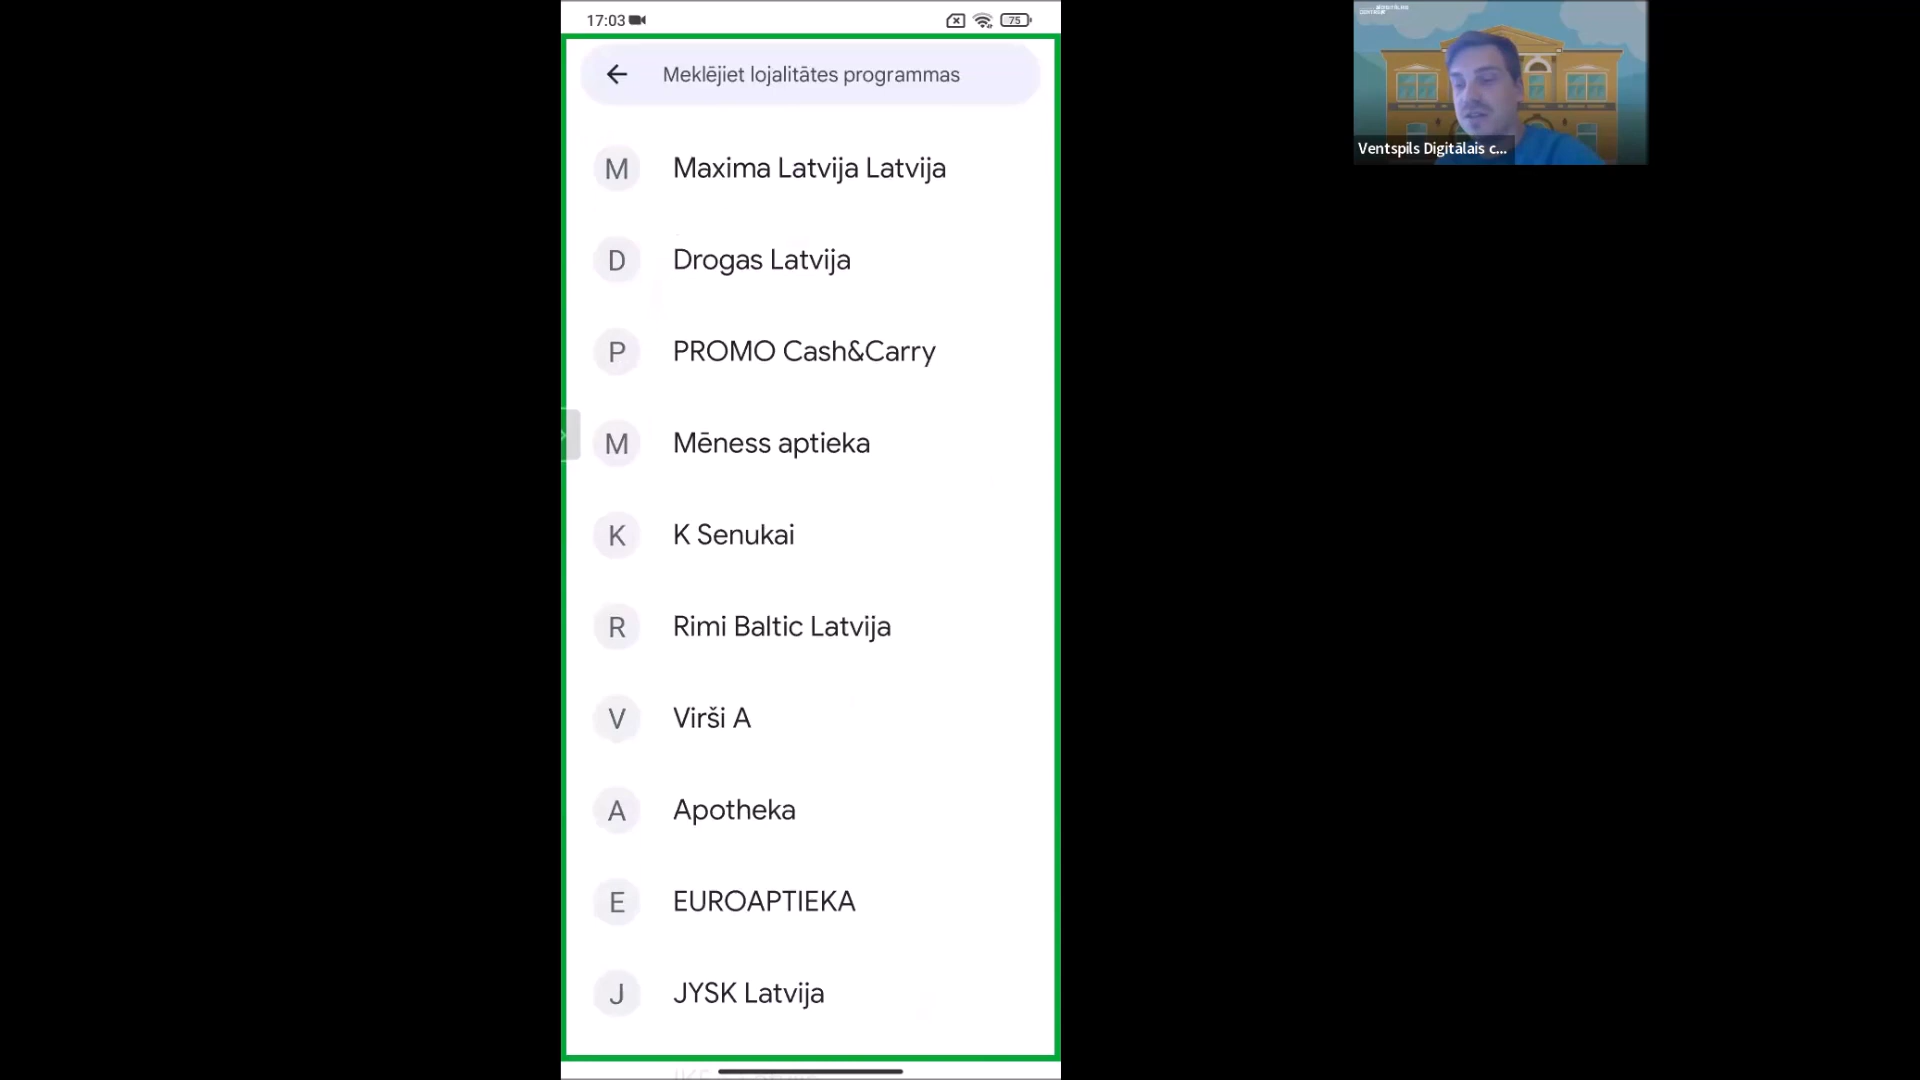 17:03
75
Meklējiet lojalitātes programmas
M
Maxima Latvija Latvija
D
Drogas Latvija
P
PROMO Cash&Carry
M
Mēness aptieka
K
K Senukai
R
Rimi Baltic Latvija
V
Virši A
A
Apotheka
E
EUROAPTIEKA
J
JYSK Latvija
Ventspils Digitālais c...